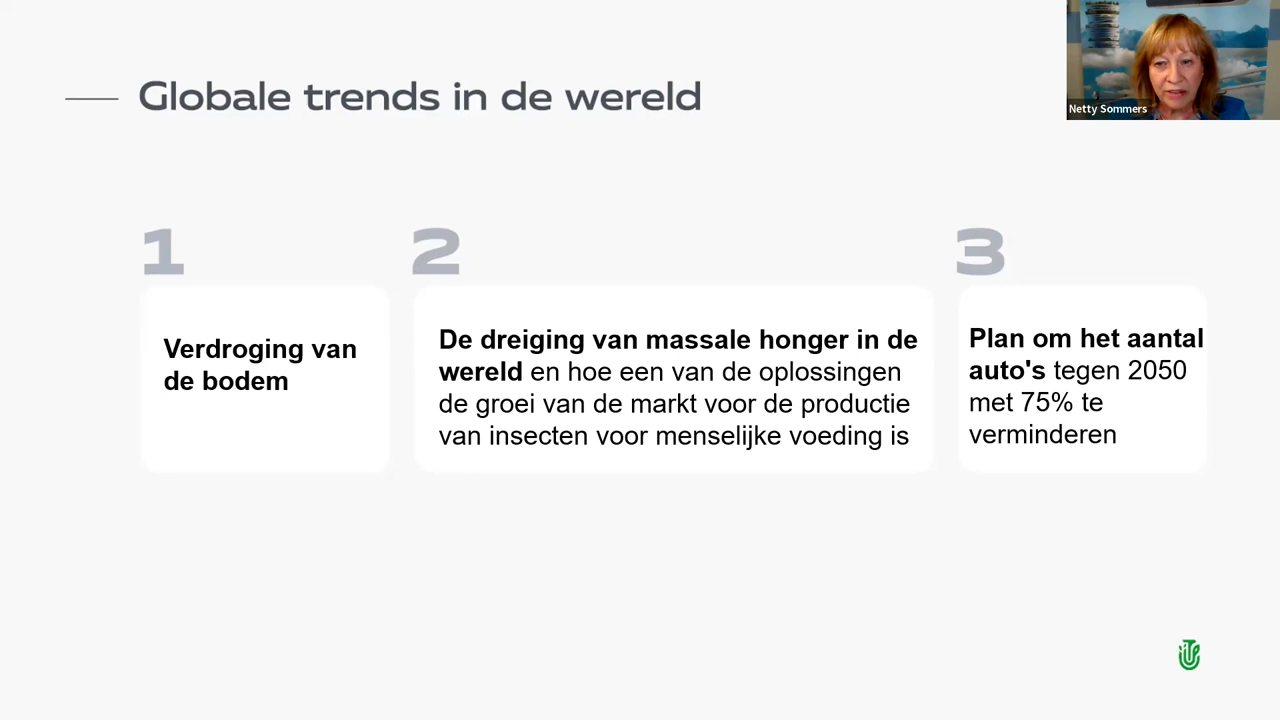 Globale trends in de wereld
Netty Sommers
1
Verdroging van
de bodem
2
De dreiging van massale honger in de
wereld en hoe een van de oplossingen
de groei van de markt voor de productie
van insecten voor menselijke voeding is
3
Plan om het aantal
auto's tegen 2050
met 75% te
verminderen